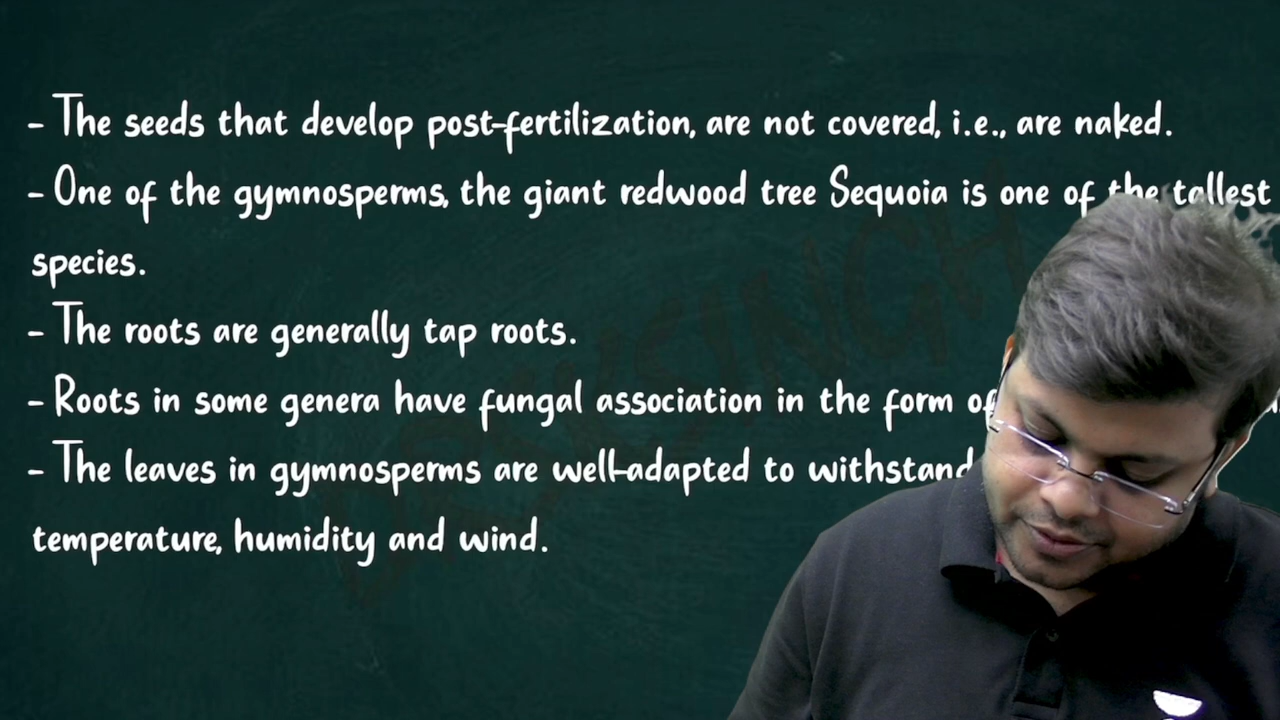 - The seeds that develop post-fertilization, are not covered, i.e., are naked.
- One of the gymnosperms, the giant redwood tree Sequoia is one of the tallest
species.
- The roots are generally tap roots.
- Roots in some genera have fungal association in the form of
- The leaves in gymnosperms are well-adapted to withstand
temperature, humidity and wind.